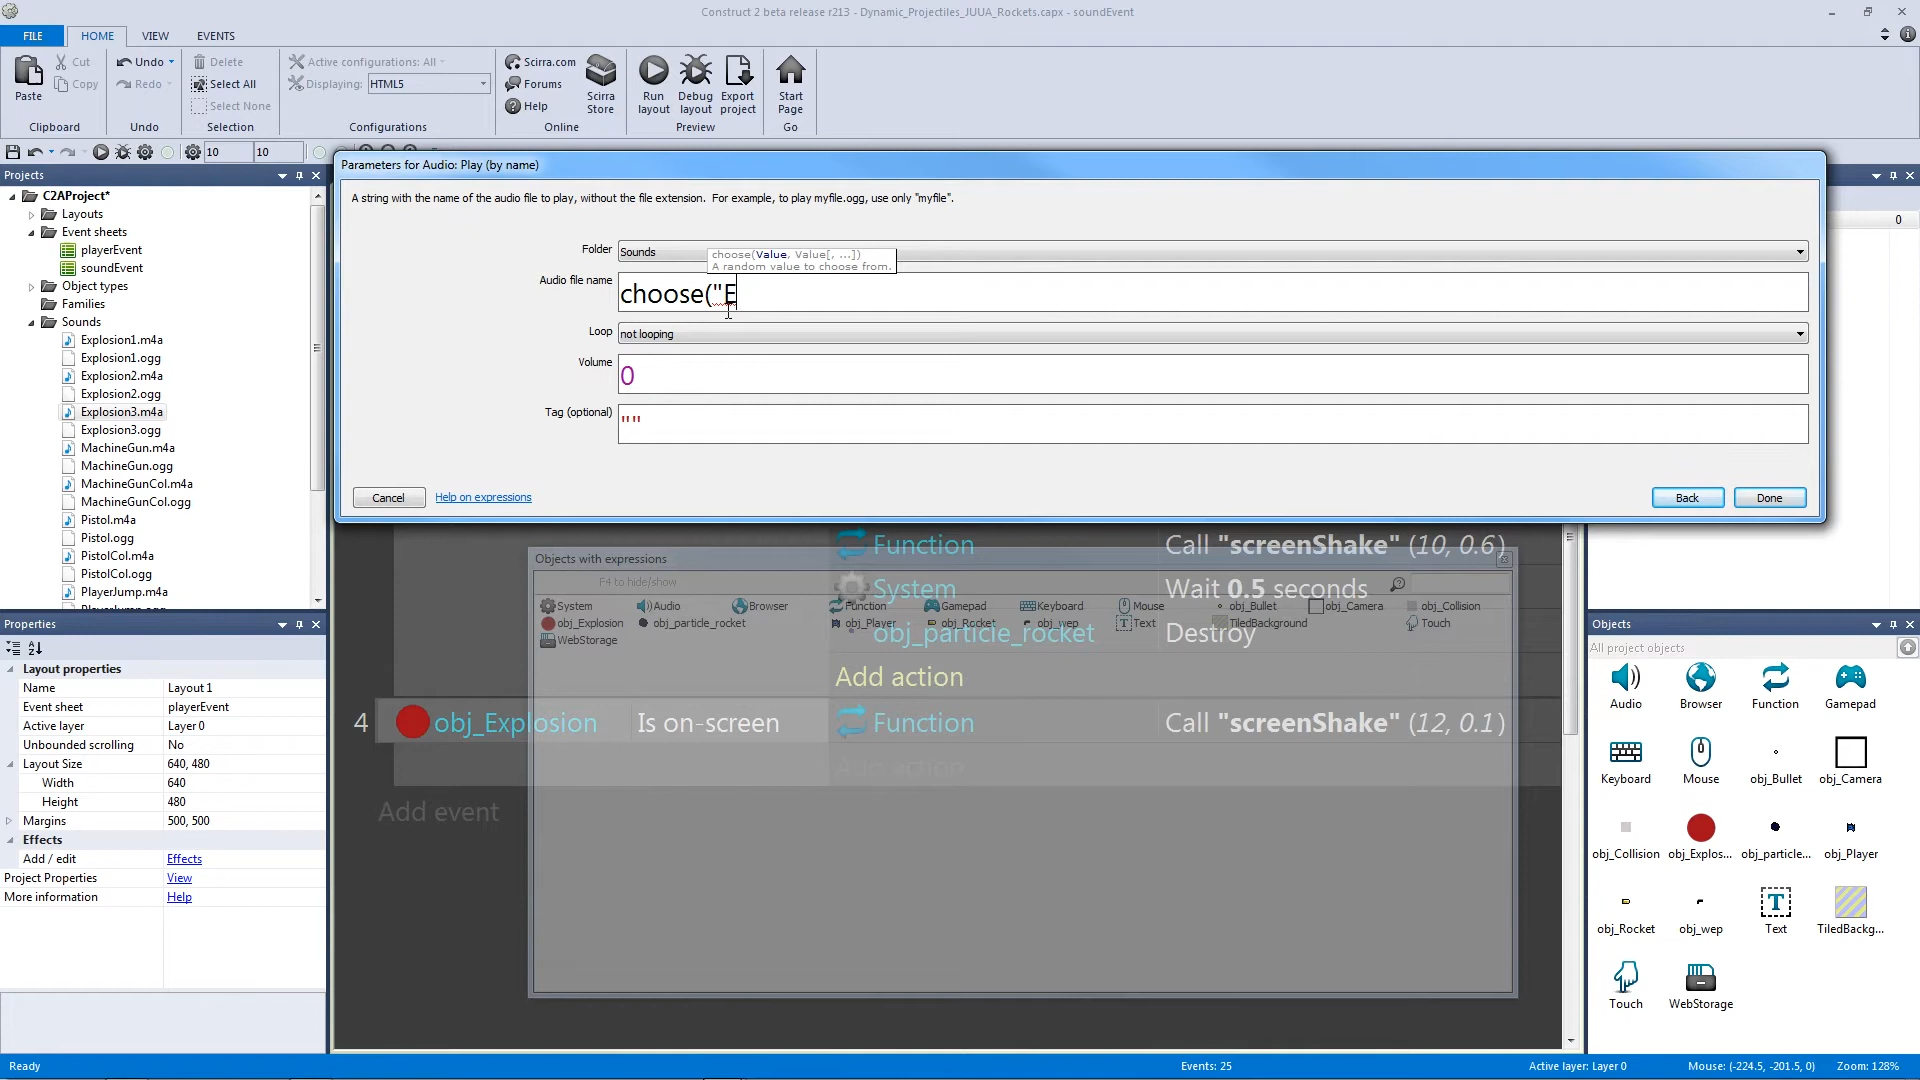 Construct 2 beta release r213 - Dynamic_Projectiles_JUUA_Rockets.capx - soundEvent
FILE HOME VIEW EVENTS
Paste
Cut
Copy
Clipboard
Undo
Redo
Undo
Delete
Select All
Select None
Selection
Active configurations: All
Displaying: HTML5
Configurations
Scirra.com
Forums
Help
Scirra Store
Online
Run layout
Debug layout
Export project
Preview
Start Page
Go
10 10
Projects
C2AProject*
Layouts
Event sheets
playerEvent
soundEvent
Object types
Families
Sounds
Explosion1.m4a
Explosion1.ogg
Explosion2.m4a
Explosion2.ogg
Explosion3.m4a
Explosion3.ogg
MachineGun.m4a
MachineGun.ogg
MachineGunCol.m4a
MachineGunCol.ogg
Pistol.m4a
Pistol.ogg
PistolCol.m4a
PistolCol.ogg
PlayerJump.m4a
PlayerJump.ogg
Properties
Layout properties
Name Layout 1
Event sheet playerEvent
Active layer Layer 0
Unbounded scrolling No
Layout Size 640, 480
Width 640
Height 480
Margins 500, 500
Effects
Add / edit Effects
Project Properties View
More information Help
Parameters for Audio: Play (by name)
A string with the name of the audio file to play, without the file extension. For example, to play myfile.ogg, use only "myfile".
Folder Sounds
choose(Value, Value[, ...])
A random value to choose from.
Audio file name choose("E
Loop not looping
Volume 0
Tag (optional) ""
Cancel Help on expressions Back Done
0
Function Call "screenShake" (10, 0.6)
Objects with expressions
F4 to hide/show
System Wait 0.5 seconds
System Audio Browser Function Gamepad Keyboard Mouse obj_Bullet obj_Camera obj_Collision
obj_Explosion obj_particle_rocket obj_Player obj_Rocket obj_wep Text TiledBackground Touch
WebStorage
obj_particle_rocket Destroy
Add action
4 obj_Explosion Is on-screen Function Call "screenShake" (12, 0.1)
Add action
Add event
Objects
All project objects
Audio Browser Function Gamepad
Keyboard Mouse obj_Bullet obj_Camera
obj_Collision obj_Explos... obj_particle... obj_Player
obj_Rocket obj_wep Text TiledBackg...
Touch WebStorage
Ready Events: 25 Active layer: Layer 0 Mouse: (-224.5, -201.5, 0) Zoom: 128%